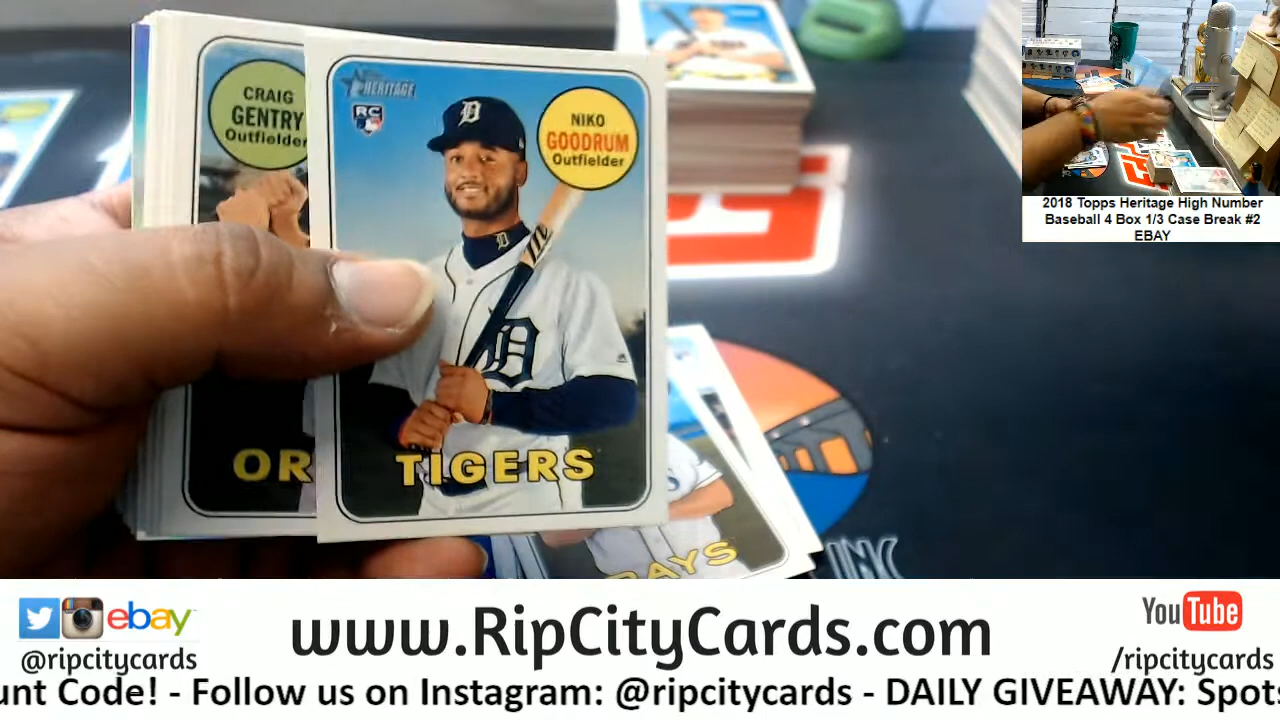 CRAIG
GENTRY
Outfielder
OR
HERITAGE
RC
NIKO
GOODRUM
Outfielder
D
TIGERS
RAYS
INC
2018 Topps Heritage High Number
Baseball 4 Box 1/3 Case Break #2
EBAY
ebay
@ripcitycards
www.RipCityCards.com
YouTube
/ripcitycards
unt Code! - Follow us on Instagram: @ripcitycards - DAILY GIVEAWAY: Spots